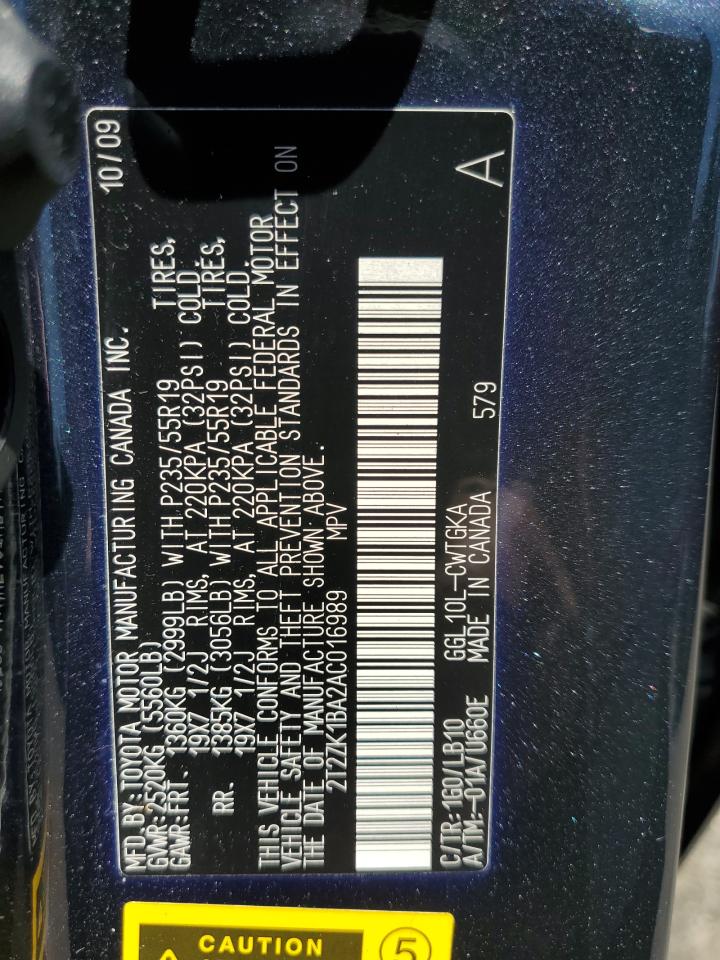 MFD.BY:TOYOTA MOTOR MANUFACTURING CANADA INC. 10/09
GVWR:2520KG (5560LB)
GAWR:FRT. 1360KG (2999LB) WITH P235/55R19 TIRES,
19X7 1/2J RIMS, AT 220KPA (32PSI) COLD.
RR. 1385KG (3056LB) WITH P235/55R19 TIRES,
19X7 1/2J RIMS, AT 220KPA (32PSI) COLD.
THIS VEHICLE CONFORMS TO ALL APPLICABLE FEDERAL MOTOR
VEHICLE SAFETY AND THEFT PREVENTION STANDARDS IN EFFECT ON
THE DATE OF MANUFACTURE SHOWN ABOVE.
2T2ZK1BA2AC016989 MPV
C/TR:1G0/LB10 GGL10L-CWTGKA A
A/TM:-01A/U660E MADE IN CANADA 579
CAUTION
5